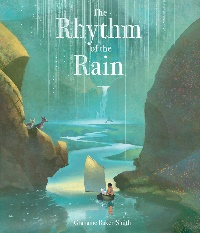 The
Rhythm
of the
Rain
Grahame Baker-Smith